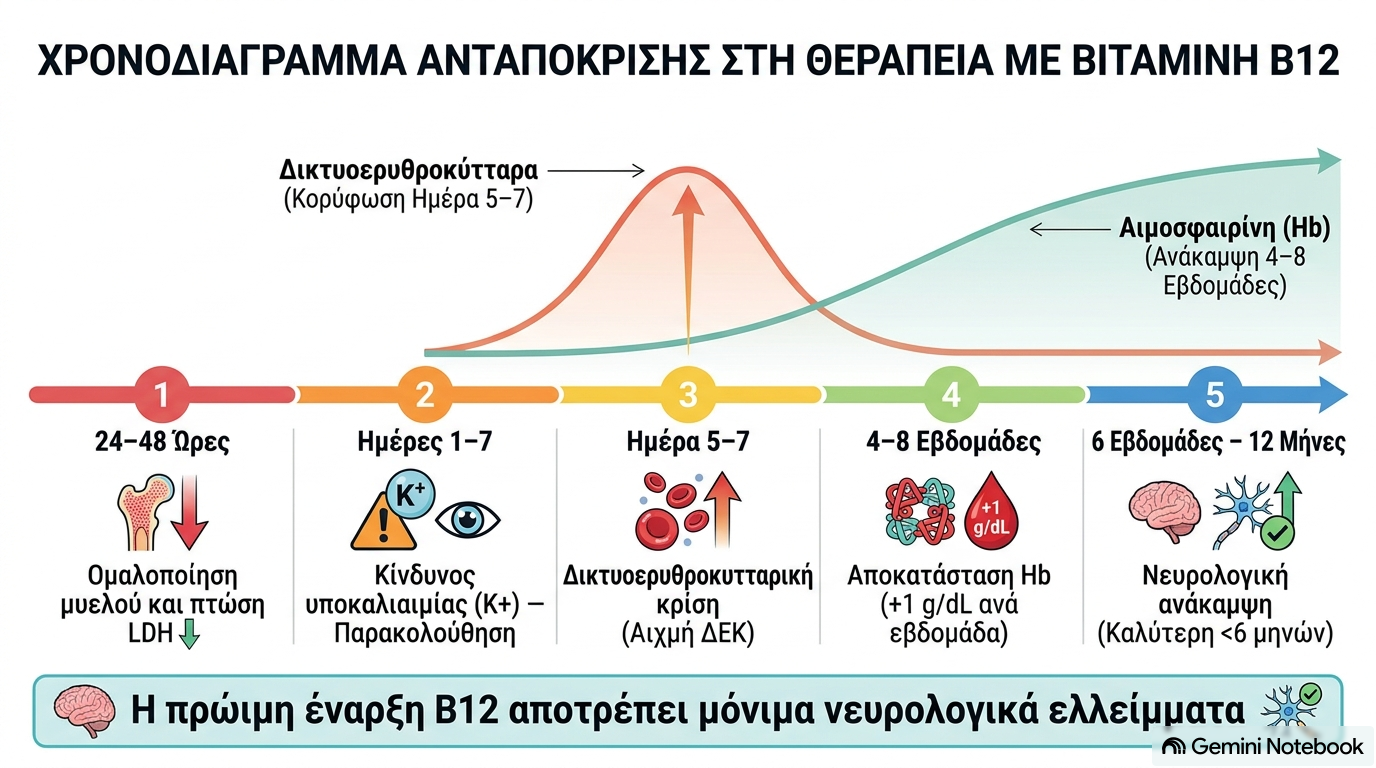 ΧΡΟΝΟΔΙΑΓΡΑΜΜΑ ΑΝΤΑΠΟΚΡΙΣΗΣ ΣΤΗ ΘΕΡΑΠΕΙΑ ΜΕ ΒΙΤΑΜΙΝΗ Β12
Δικτυοερυθροκύτταρα
(Κορύφωση Ημέρα 5–7)
Αιμοσφαιρίνη (Hb)
(Ανάκαμψη 4–8
Εβδομάδες)
1
24–48 Ώρες
Ομαλοποίηση
μυελού και πτώση
LDH
2
Ημέρες 1–7
K+
Κίνδυνος
υποκαλιαιμίας (K+) —
Παρακολούθηση
3
Ημέρα 5–7
Δικτυοερυθροκυτταρική
κρίση
(Αιχμή ΔΕΚ)
4
4–8 Εβδομάδες
+1
g/dL
Αποκατάσταση Hb
(+1 g/dL ανά
εβδομάδα)
5
6 Εβδομάδες – 12 Μήνες
Νευρολογική
ανάκαμψη
(Καλύτερη <6 μηνών)
Η πρώιμη έναρξη Β12 αποτρέπει μόνιμα νευρολογικά ελλείμματα
Gemini Notebook